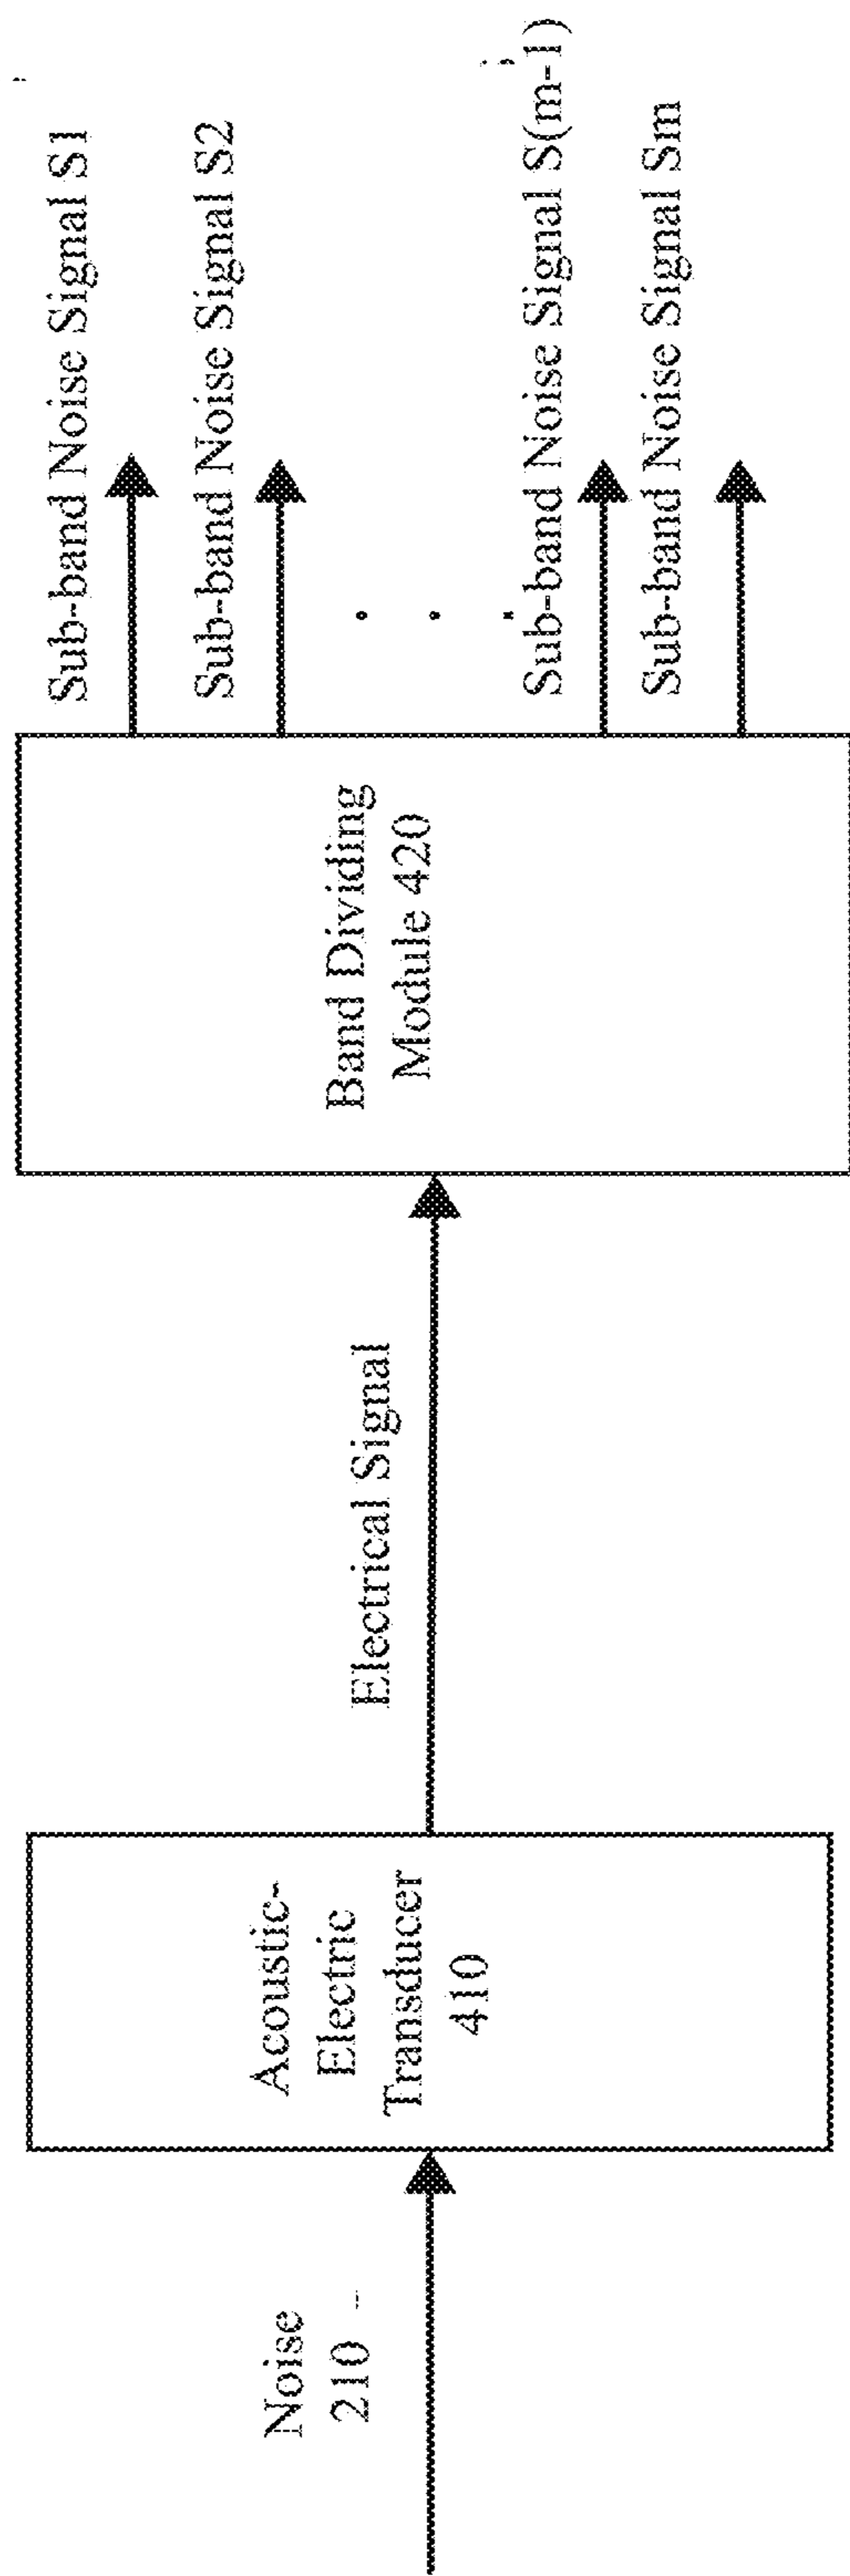 Noise
210
Acoustic-
Electric
Transducer
410
Electrical Signal
Band Dividing
Module 420
Sub-band Noise Signal S1
Sub-band Noise Signal S2
Sub-band Noise Signal S(m-1)
Sub-band Noise Signal Sm